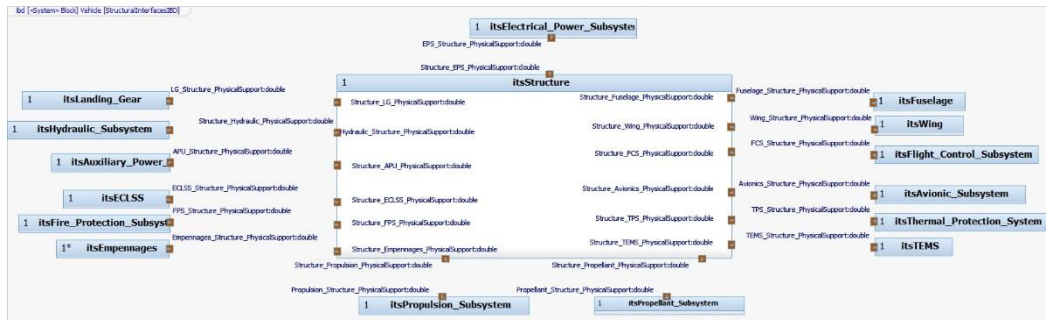 ibd [«System» Block] Vehicle [StructuralInterfacesIBD]
1 itsElectrical_Power_Subsyste
EPS_Structure_PhysicalSupport:double
Structure_EPS_PhysicalSupport:double
1 itsStructure
LG_Structure_PhysicalSupport:double
1 itsLanding_Gear
Structure_LG_PhysicalSupport:double
Structure_Fuselage_PhysicalSupport:double
Fuselage_Structure_PhysicalSupport:double
1 itsFuselage
1 itsHydraulic_Subsystem
Structure_Hydraulic_PhysicalSupport:double
Hydraulic_Structure_PhysicalSupport:double
Structure_Wing_PhysicalSupport:double
Wing_Structure_PhysicalSupport:double
1 itsWing
APU_Structure_PhysicalSupport:double
1 itsAuxiliary_Power_
Structure_APU_PhysicalSupport:double
Structure_FCS_PhysicalSupport:double
FCS_Structure_PhysicalSupport:double
1 itsFlight_Control_Subsystem
ECLSS_Structure_PhysicalSupport:double
1 itsECLSS
Structure_ECLSS_PhysicalSupport:double
Structure_Avionics_PhysicalSupport:double
Avionics_Structure_PhysicalSupport:double
1 itsAvionic_Subsystem
FPS_Structure_PhysicalSupport:double
1 itsFire_Protection_Subsyst
Structure_FPS_PhysicalSupport:double
Structure_TPS_PhysicalSupport:double
TPS_Structure_PhysicalSupport:double
1 itsThermal_Protection_System
Empennages_Structure_PhysicalSupport:double
1* itsEmpennages
Structure_Empennages_PhysicalSupport:double
Structure_TEMS_PhysicalSupport:double
TEMS_Structure_PhysicalSupport:double
1 itsTEMS
Structure_Propulsion_PhysicalSupport:double
Structure_Propellant_PhysicalSupport:double
Propulsion_Structure_PhysicalSupport:double
Propellant_Structure_PhysicalSupport:double
1 itsPropulsion_Subsystem
1 itsPropellant_Subsystem